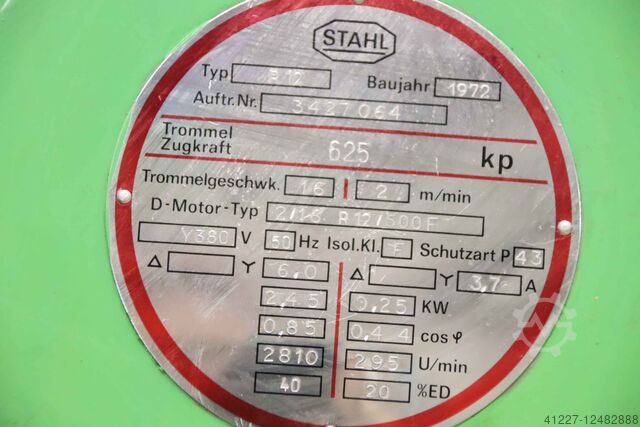 STAHL
Typ B 12 Baujahr 1972
Auftr. Nr. 3427064
Trommel
Zugkraft 625 kp
Trommelgeschwk. 16 / 2 m/min
D-Motor-Typ 2/18 R12/500F
Y380 V 50 Hz Isol.Kl. F Schutzart P 43
Δ Y 6,0 Δ Y 3,7 A
2,45 0,25 KW
0,85 0,44 cos φ
2810 295 U/min
40 20 %ED
41227-12482888